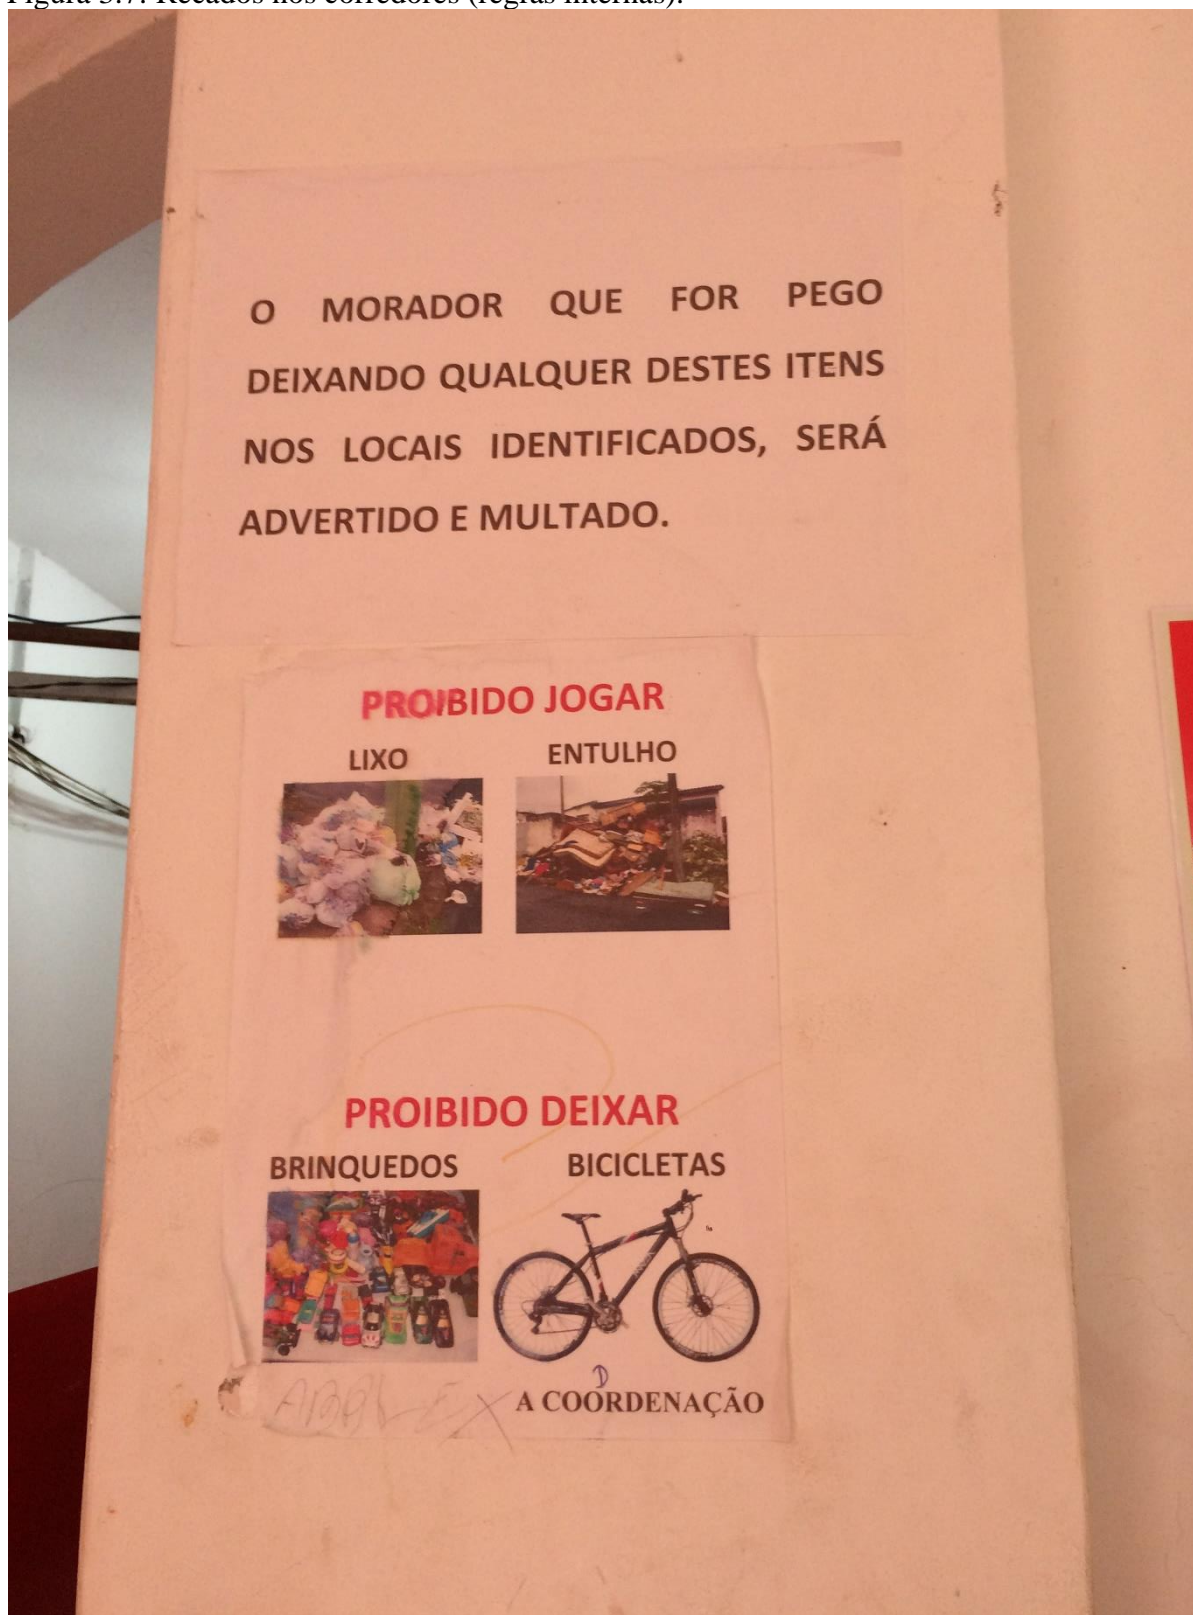 Figura 3.7: Recados nos corredores (regras internas).
O MORADOR QUE FOR PEGO
DEIXANDO QUALQUER DESTES ITENS
NOS LOCAIS IDENTIFICADOS, SERÁ
ADVERTIDO E MULTADO.
PROIBIDO JOGAR
LIXO ENTULHO
PROIBIDO DEIXAR
BRINQUEDOS BICICLETAS
D
A COORDENAÇÃO